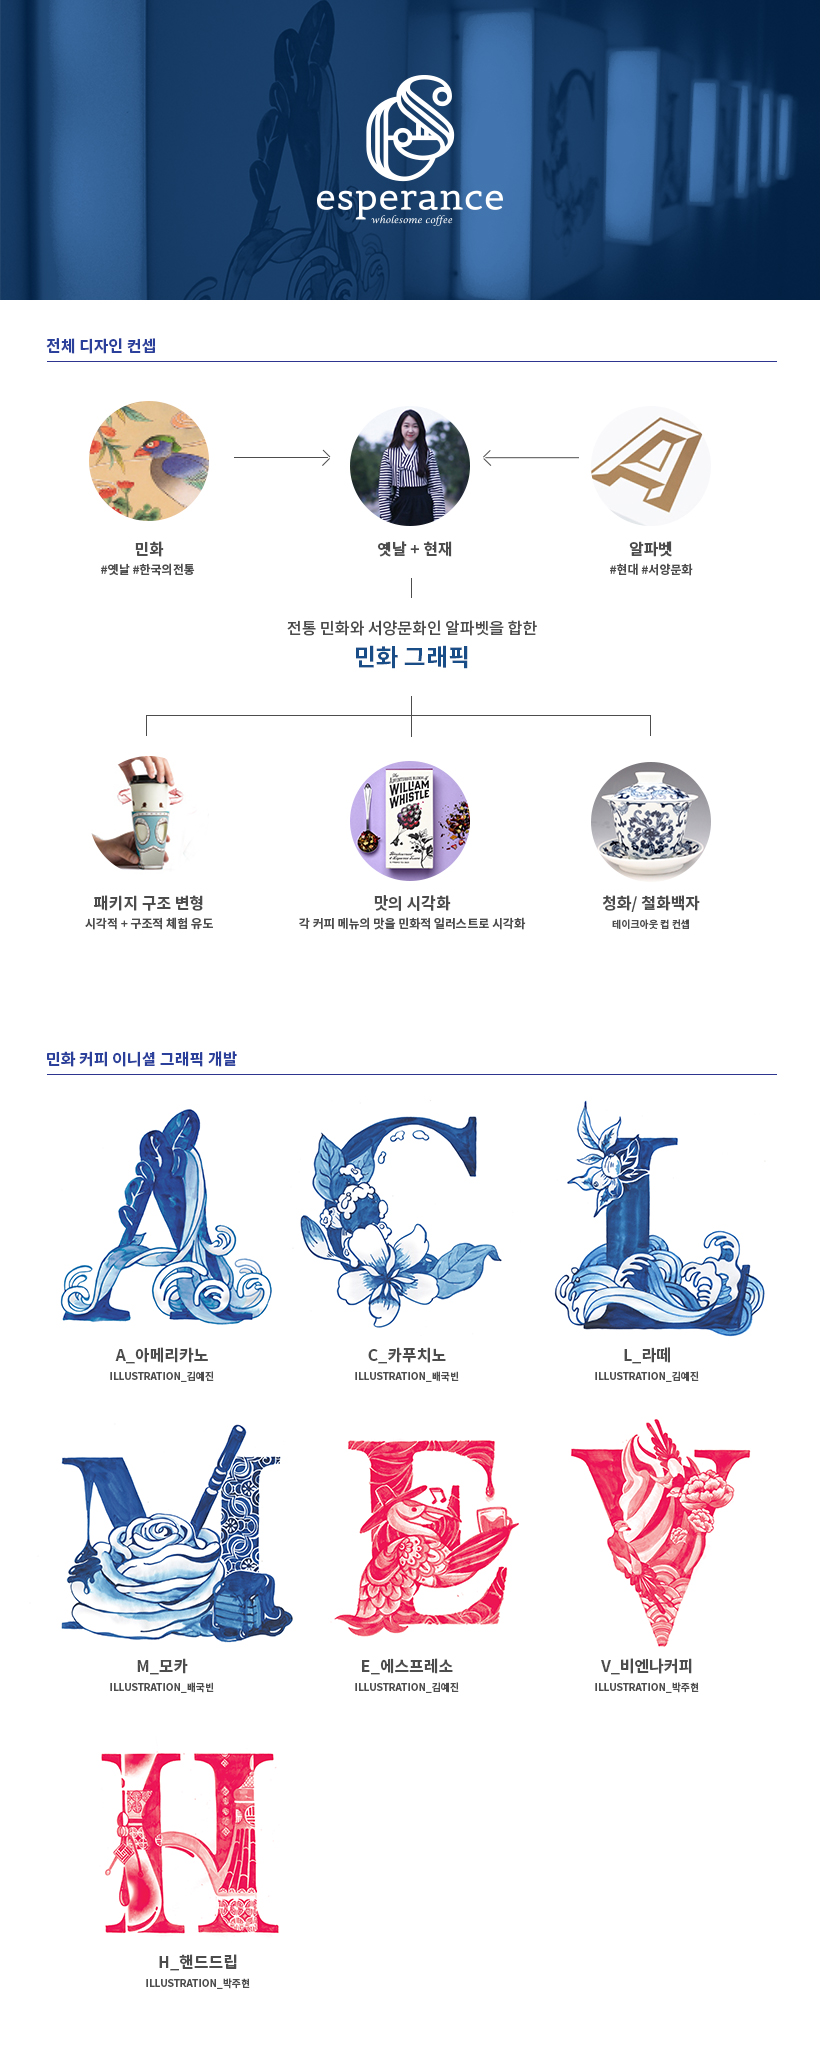 esperance
wholesome coffee
전체 디자인 컨셉
민화
#옛날 #한국의전통
옛날 + 현재
알파벳
#현대 #서양문화
전통 민화와 서양문화인 알파벳을 합한
민화 그래픽
WILLIAM
WHISTLE
패키지 구조 변형
시각적 + 구조적 체험 유도
맛의 시각화
각 커피 메뉴의 맛을 민화적 일러스트로 시각화
청화/ 철화백자
테이크아웃 컵 컨셉
민화 커피 이니셜 그래픽 개발
A_아메리카노
ILLUSTRATION_김예진
C_카푸치노
ILLUSTRATION_배국빈
L_라떼
ILLUSTRATION_김예진
M_모카
ILLUSTRATION_배국빈
E_에스프레소
ILLUSTRATION_김예진
V_비엔나커피
ILLUSTRATION_박주현
H_핸드드립
ILLUSTRATION_박주현